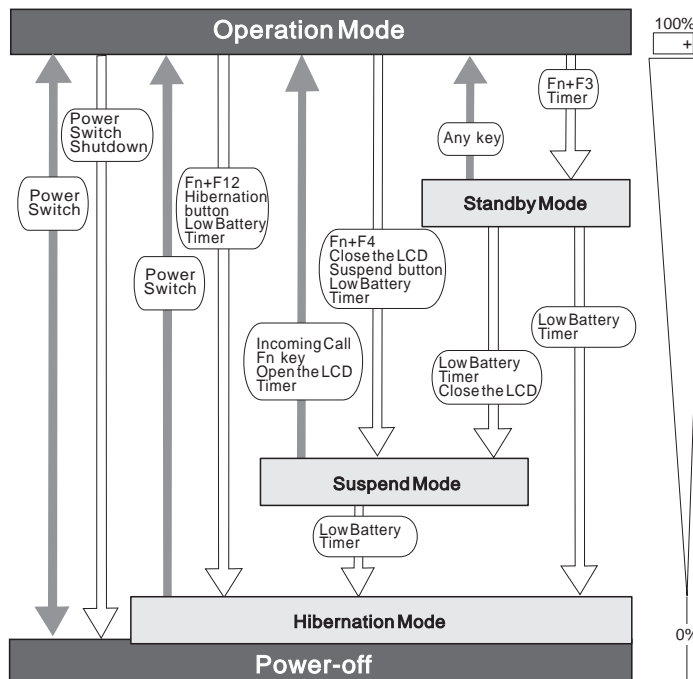 Operation Mode
100%
+
Fn+F3
Timer
Power
Switch
Shutdown
Any key
Power
Switch
Fn+F12
Hibernation
button
Low Battery
Timer
Standby Mode
Fn+F4
Close the LCD
Suspend button
Low Battery
Timer
Power
Switch
Low Battery
Timer
Incoming Call
Fn key
Open the LCD
Timer
Low Battery
Timer
Close the LCD
Suspend Mode
Low Battery
Timer
Hibernation Mode
0%
Power-off